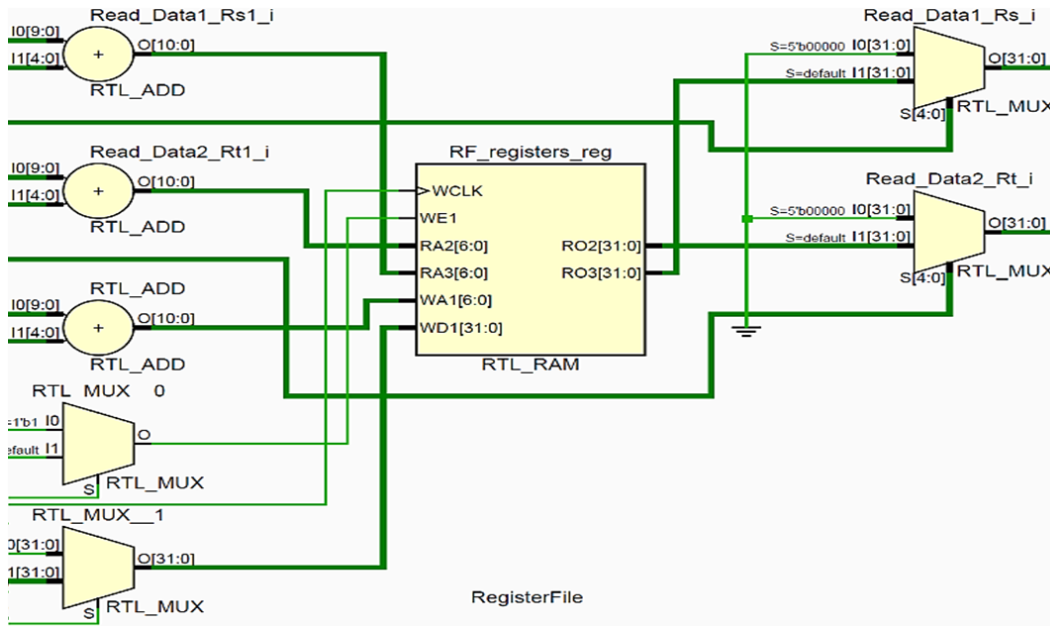 Read_Data1_Rs1_i
I0[9:0]
I1[4:0]
+
O[10:0]
RTL_ADD
Read_Data2_Rt1_i
I0[9:0]
I1[4:0]
+
O[10:0]
RTL_ADD
RTL_ADD
I0[9:0]
I1[4:0]
+
O[10:0]
RTL_ADD
RTL_MUX 0
=1'b1 I0
efault I1
O
S
RTL_MUX
RTL_MUX__1
0[31:0]
1[31:0]
O[31:0]
S
RTL_MUX
RF_registers_reg
WCLK
WE1
RA2[6:0]
RA3[6:0]
WA1[6:0]
WD1[31:0]
RO2[31:0]
RO3[31:0]
RTL_RAM
Read_Data1_Rs_i
S=5'b00000 I0[31:0]
S=default I1[31:0]
O[31:0]
S[4:0]
RTL_MUX
Read_Data2_Rt_i
S=5'b00000 I0[31:0]
S=default I1[31:0]
O[31:0]
S[4:0]
RTL_MUX
RegisterFile